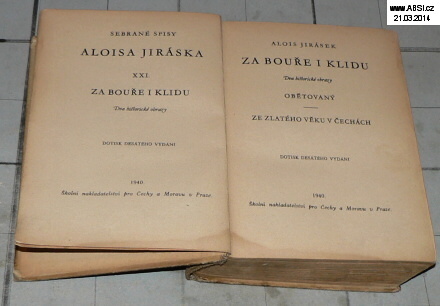 www.ABSi.cz
21.03.2014
SEBRANÉ SPISY
ALOISA JIRÁSKA
XXI.
ZA BOUŘE I KLIDU
Dva historické obrazy
DOTISK DESÁTÉHO VYDÁNÍ
1940
Školní nakladatelství pro Čechy a Moravu v Praze
ALOIS JIRÁSEK
ZA BOUŘE I KLIDU
Dva historické obrazy
OBĚTOVANÝ
ZE ZLATÉHO VĚKU V ČECHÁCH
DOTISK DESÁTÉHO VYDÁNÍ
1940
Školní nakladatelství pro Čechy a Moravu v Praze